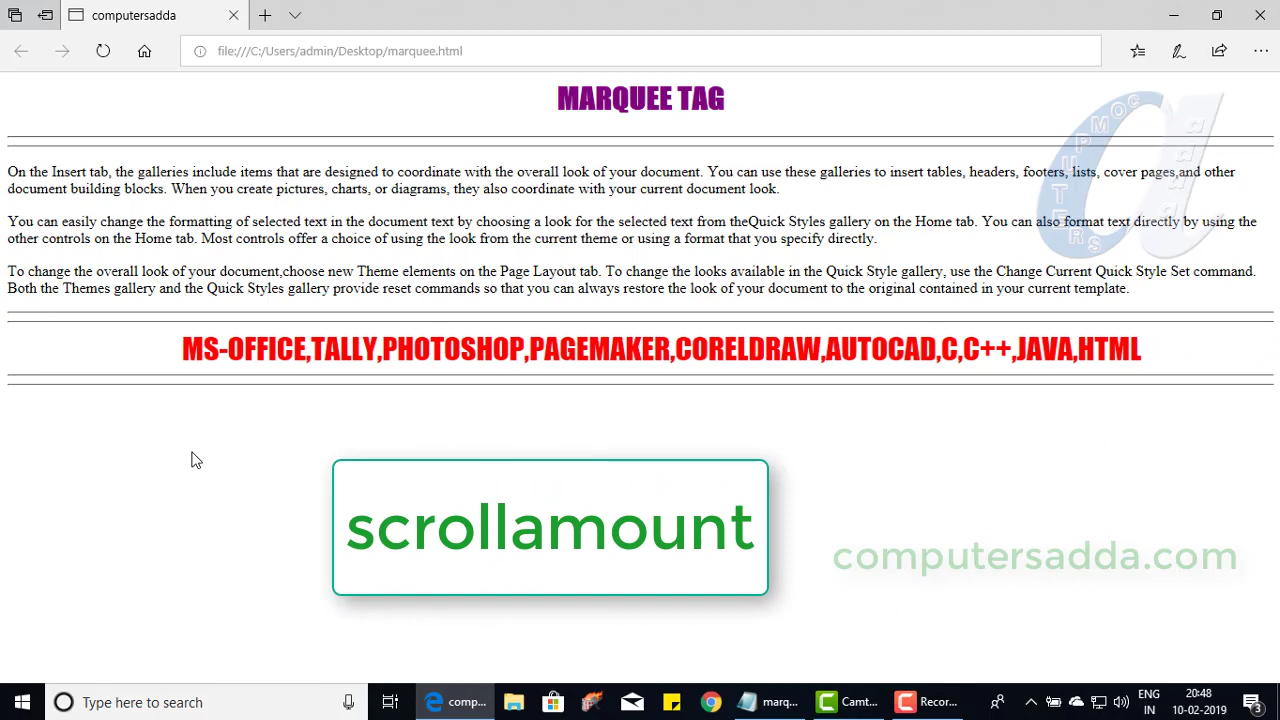 computersadda
file:///C:/Users/admin/Desktop/marquee.html
MARQUEE TAG
On the Insert tab, the galleries include items that are designed to coordinate with the overall look of your document. You can use these galleries to insert tables, headers, footers, lists, cover pages,and other
document building blocks. When you create pictures, charts, or diagrams, they also coordinate with your current document look.
You can easily change the formatting of selected text in the document text by choosing a look for the selected text from theQuick Styles gallery on the Home tab. You can also format text directly by using the
other controls on the Home tab. Most controls offer a choice of using the look from the current theme or using a format that you specify directly.
To change the overall look of your document,choose new Theme elements on the Page Layout tab. To change the looks available in the Quick Style gallery, use the Change Current Quick Style Set command.
Both the Themes gallery and the Quick Styles gallery provide reset commands so that you can always restore the look of your document to the original contained in your current template.
COMPUTERS
adda
MS-OFFICE,TALLY,PHOTOSHOP,PAGEMAKER,CORELDRAW,AUTOCAD,C,C++,JAVA,HTML
scrollamount
computersadda.com
Type here to search
comp...
marq...
Camt...
Recor...
ENG
IN
20:48
10-02-2019
3